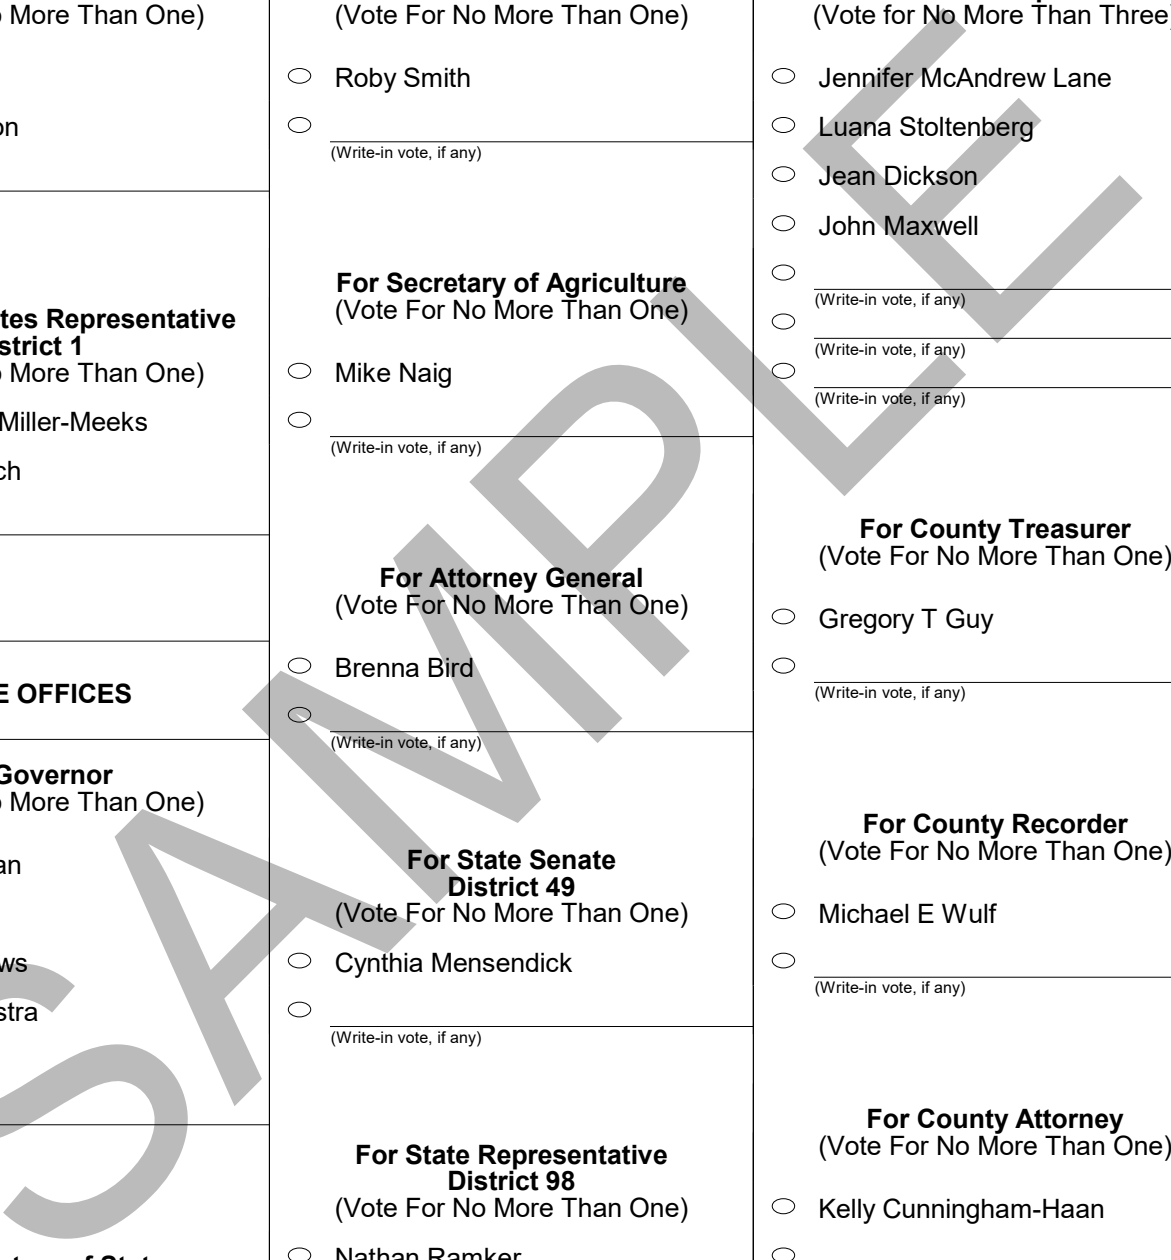 More Than One)
on
tes Representative
strict 1
More Than One)
Miller-Meeks
ch
E OFFICES
Governor
More Than One)
an
ws
stra
(Vote For No More Than One)
Roby Smith
(Write-in vote, if any)
For Secretary of Agriculture
(Vote For No More Than One)
Mike Naig
(Write-in vote, if any)
For Attorney General
(Vote For No More Than One)
Brenna Bird
(Write-in vote, if any)
For State Senate
District 49
(Vote For No More Than One)
Cynthia Mensendick
(Write-in vote, if any)
For State Representative
District 98
(Vote For No More Than One)
Nathan Ramker
(Vote for No More Than Three)
Jennifer McAndrew Lane
Luana Stoltenberg
Jean Dickson
John Maxwell
(Write-in vote, if any)
(Write-in vote, if any)
(Write-in vote, if any)
For County Treasurer
(Vote For No More Than One)
Gregory T Guy
(Write-in vote, if any)
For County Recorder
(Vote For No More Than One)
Michael E Wulf
(Write-in vote, if any)
For County Attorney
(Vote For No More Than One)
Kelly Cunningham-Haan
SAMPLE